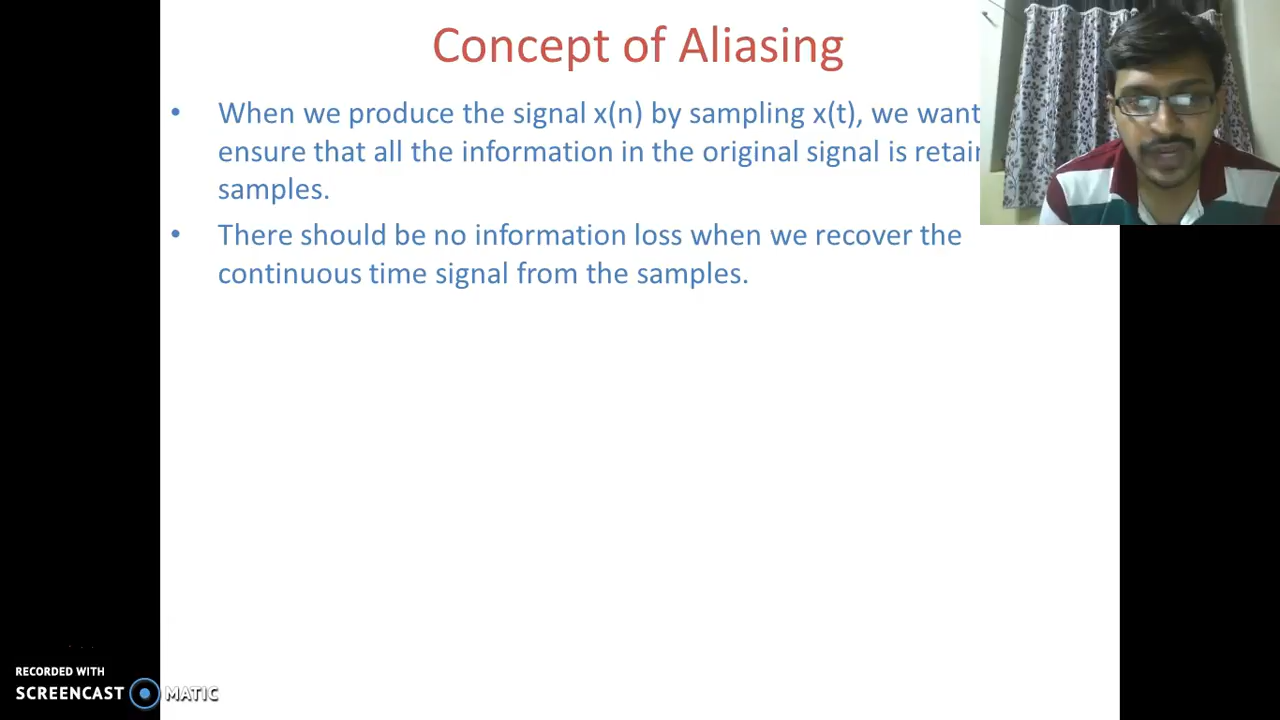 Concept of Aliasing
• When we produce the signal x(n) by sampling x(t), we want
ensure that all the information in the original signal is
samples.
• There should be no information loss when we recover the
continuous time signal from the samples.
RECORDED WITH
SCREENCAST MATIC